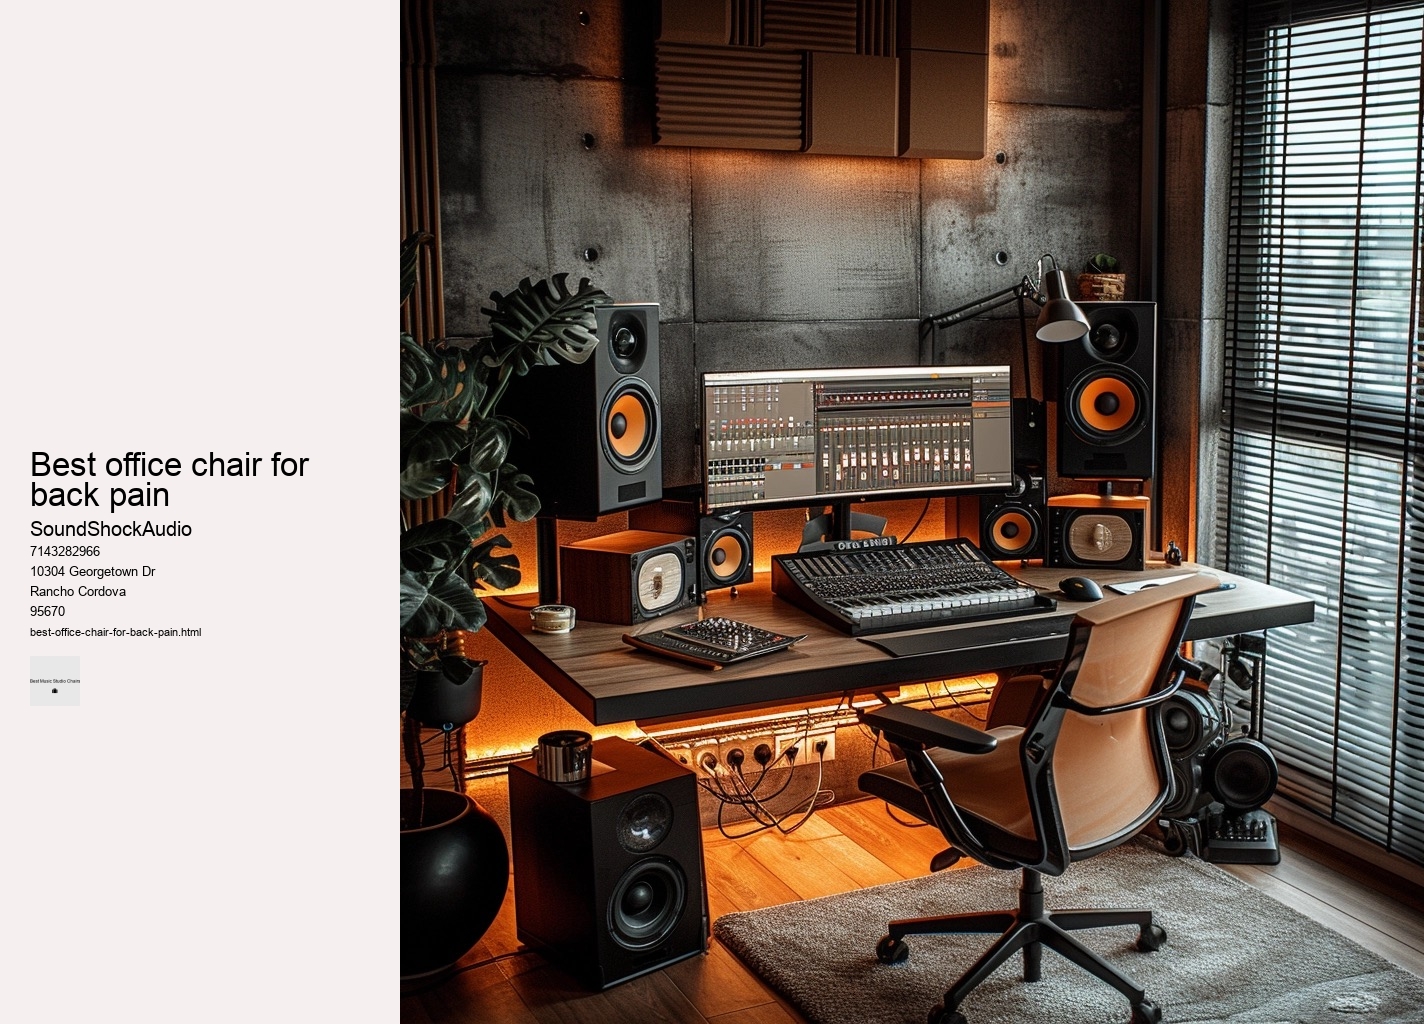 Best office chair for
back pain
SoundShockAudio
7143282966
10304 Georgetown Dr
Rancho Cordova
95670
best-office-chair-for-back-pain.html
Best Music Studio Chairs